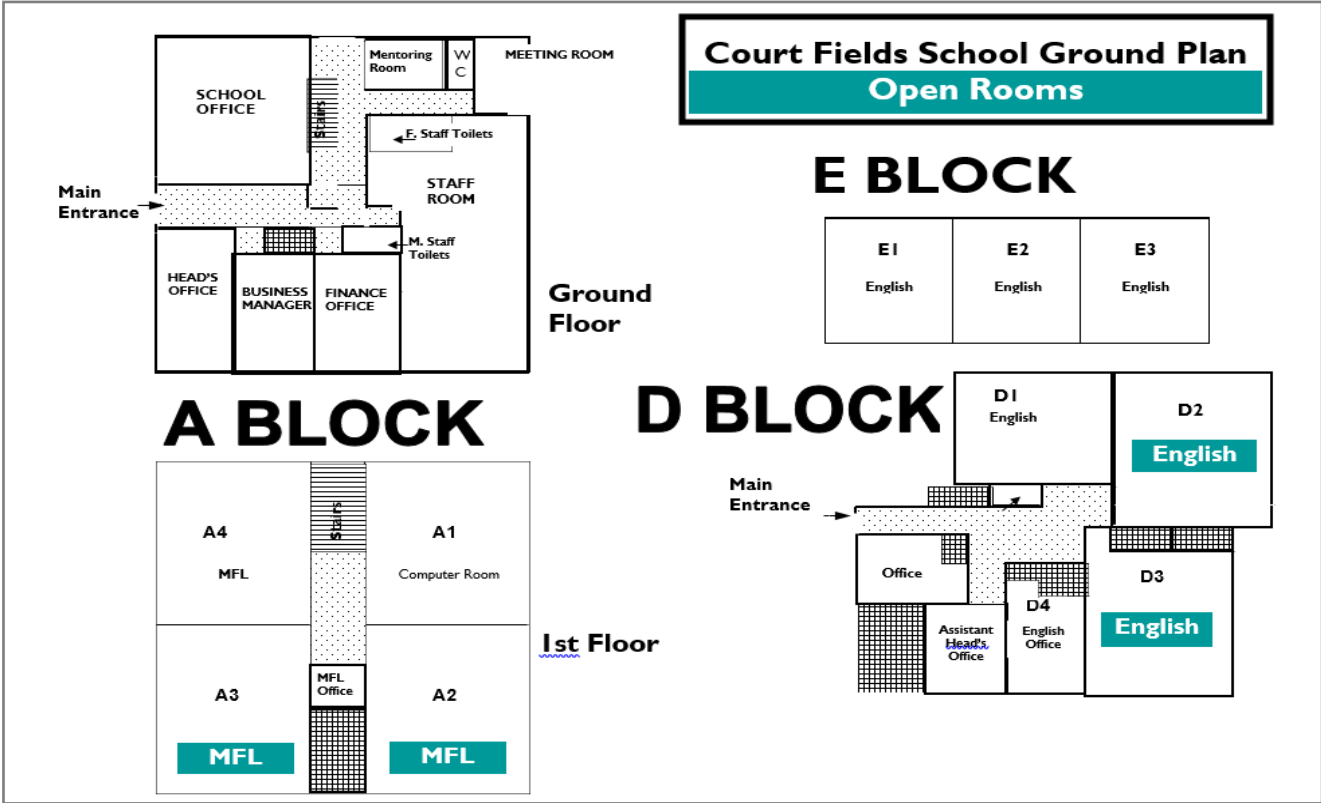 Court Fields School Ground Plan
Open Rooms
SCHOOL
OFFICE
Stairs
Mentoring
Room
W
C
MEETING ROOM
F. Staff Toilets
STAFF
ROOM
Main
Entrance
M. Staff
Toilets
HEAD'S
OFFICE
BUSINESS
MANAGER
FINANCE
OFFICE
Ground
Floor
A BLOCK
A4
MFL
Stairs
A1
Computer Room
1st Floor
A3
MFL
MFL
Office
A2
MFL
E BLOCK
E1
English
E2
English
E3
English
D BLOCK
D1
English
D2
English
Main
Entrance
Office
Assistant
Head's
Office
D4
English
Office
D3
English